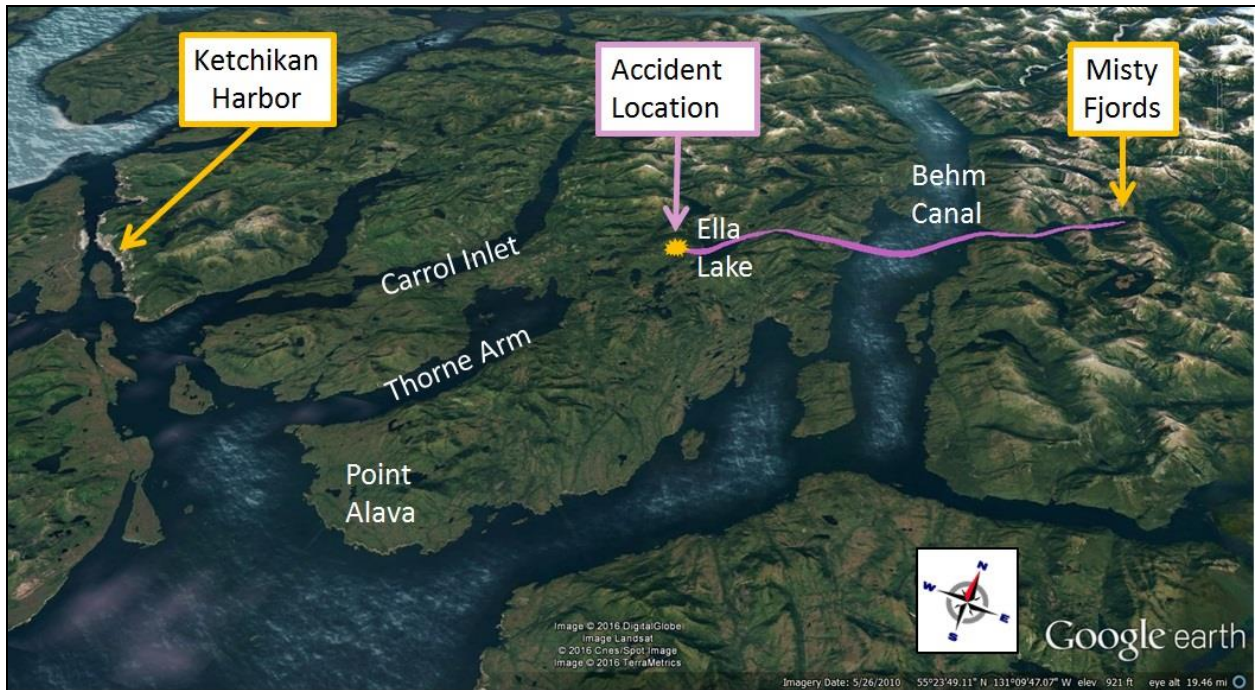 Ketchikan
Harbor
Accident
Location
Misty
Fjords
Behm
Canal
Ella
Lake
Carrol Inlet
Thorne Arm
Point
Alava
N
W
E
S
Image © 2016 DigitalGlobe
Image Landsat
© 2016 Cnes/Spot Image
Image © 2016 TerraMetrics
Google earth
Imagery Date: 5/26/2010 55°23'49.11" N 131°09'47.07" W elev 921 ft eye alt 19.46 mi